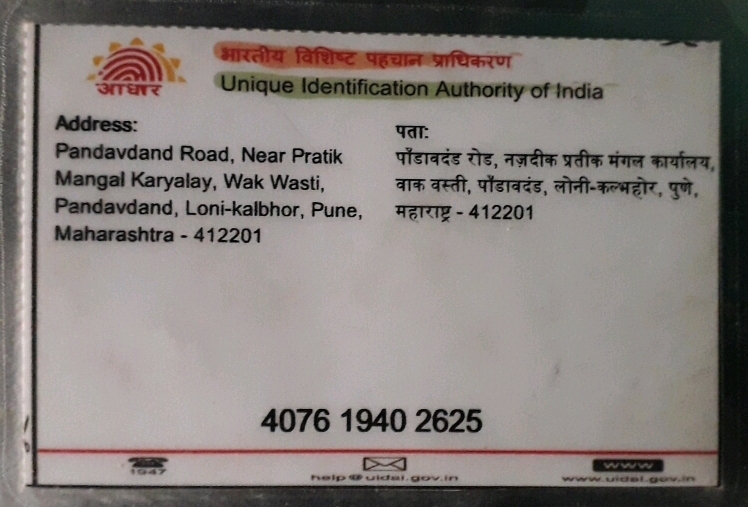 आधार
भारतीय विशिष्ट पहचान प्राधिकरण
Unique Identification Authority of India
Address:
Pandavdand Road, Near Pratik
Mangal Karyalay, Wak Wasti,
Pandavdand, Loni-kalbhor, Pune,
Maharashtra - 412201
पता:
पाँडावदंड रोड, नज़दीक प्रतीक मंगल कार्यालय,
वाक वस्ती, पाँडावदंड, लोनी-कल्भहोर, पुणे,
महाराष्ट्र - 412201
4076 1940 2625
1947
help@uidai.gov.in
www
www.uidai.gov.in